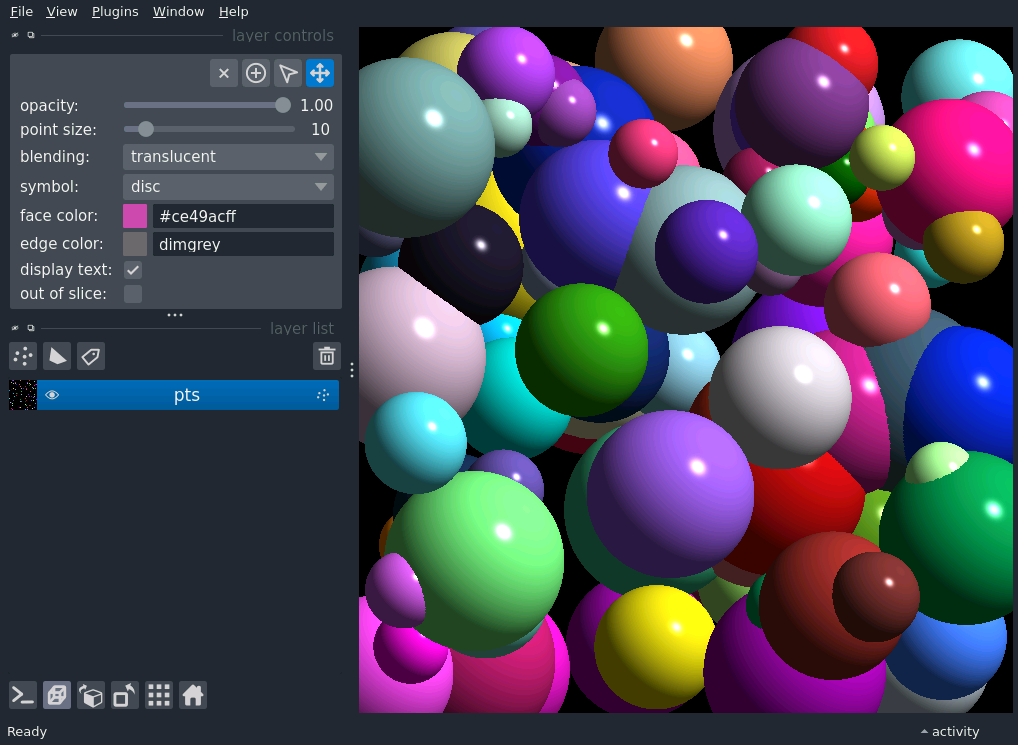 File View Plugins Window Help
layer controls
opacity: 1.00
point size: 10
blending: translucent
symbol: disc
face color: #ce49acff
edge color: dimgrey
display text:
out of slice:
layer list
pts
Ready activity